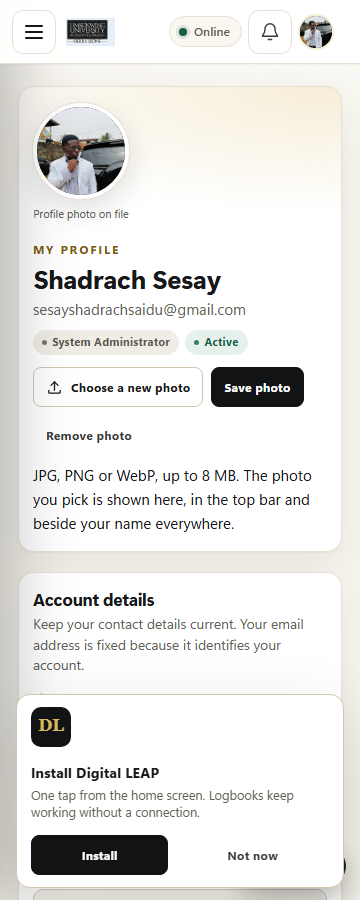 LIMKOKWING
UNIVERSITY
SIERRA LEONE
Online
Profile photo on file
MY PROFILE
Shadrach Sesay
sesayshadrachsaidu@gmail.com
System Administrator
Active
Choose a new photo
Save photo
Remove photo
JPG, PNG or WebP, up to 8 MB. The photo
you pick is shown here, in the top bar and
beside your name everywhere.
Account details
Keep your contact details current. Your email
address is fixed because it identifies your
account.
DL
Install Digital LEAP
One tap from the home screen. Logbooks keep
working without a connection.
Install
Not now